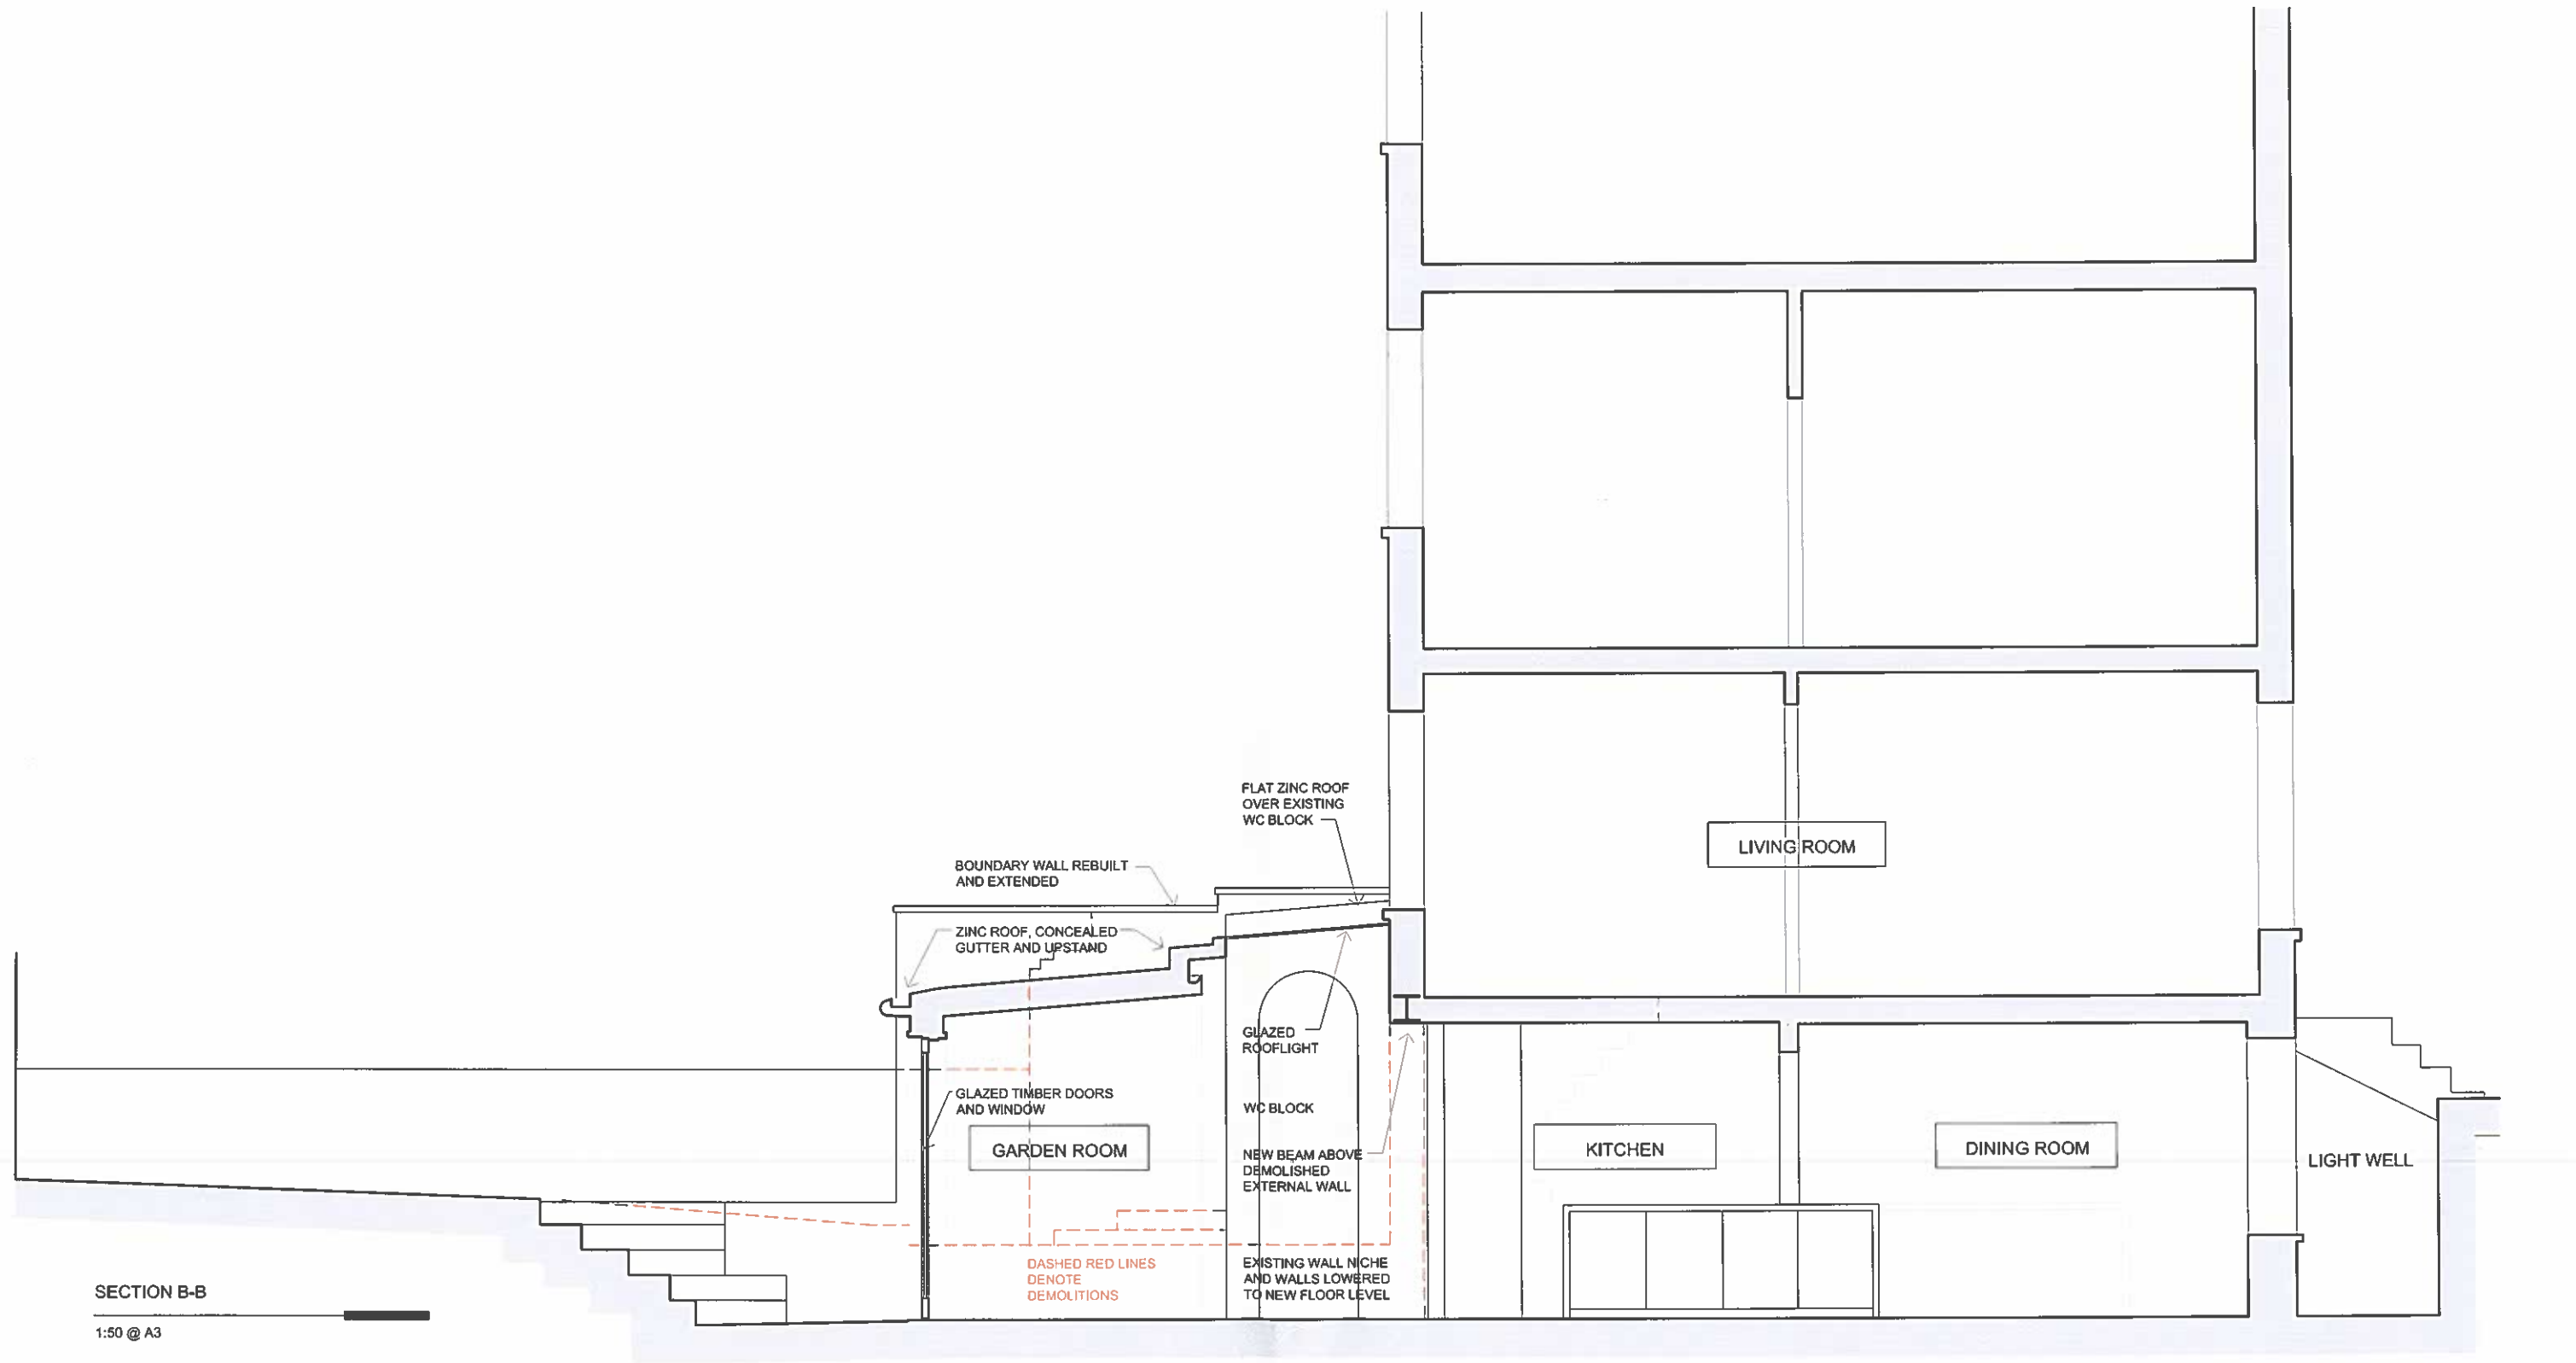 FLAT ZINC ROOF
OVER EXISTING
WC BLOCK
LIVING ROOM
BOUNDARY WALL REBUILT
AND EXTENDED
ZINC ROOF, CONCEALED
GUTTER AND UPSTAND
GLAZED
ROOFLIGHT
GLAZED TIMBER DOORS
AND WINDOW
WC BLOCK
GARDEN ROOM
KITCHEN
DINING ROOM
LIGHT WELL
NEW BEAM ABOVE
DEMOLISHED
EXTERNAL WALL
DASHED RED LINES
DENOTE
DEMOLITIONS
EXISTING WALL NICHE
AND WALLS LOWERED
TO NEW FLOOR LEVEL
SECTION B-B
1:50 @ A3